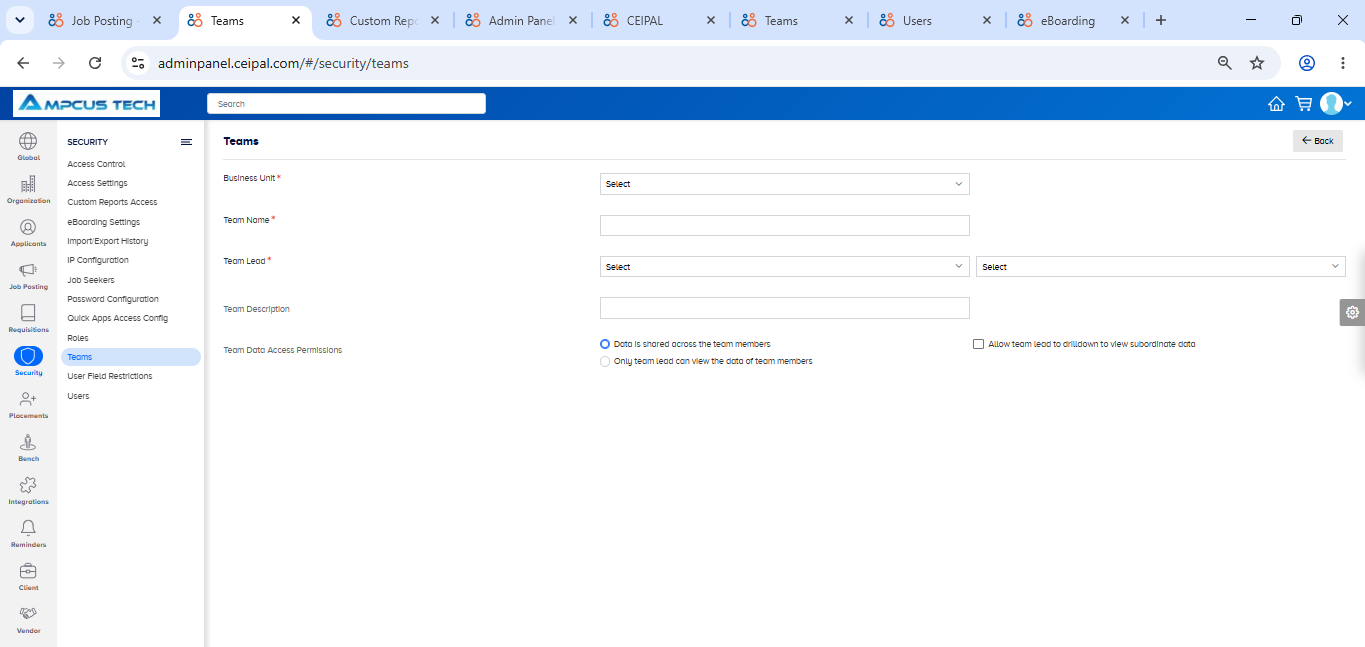 Job Posting
Teams
Custom Repo
Admin Panel
CEIPAL
Teams
Users
eBoarding
adminpanel.ceipal.com/#/security/teams
AMPCUS TECH
Search
Global
Organization
Applicants
Job Posting
Requisitions
Security
Placements
Bench
Integrations
Reminders
Client
Vendor
SECURITY
Access Control
Access Settings
Custom Reports Access
eBoarding Settings
Import/Export History
IP Configuration
Job Seekers
Password Configuration
Quick Apps Access Config
Roles
Teams
User Field Restrictions
Users
Teams
Back
Business Unit *
Select
Team Name *
Team Lead *
Select
Select
Team Description
Team Data Access Permissions
Data is shared across the team members
Allow team lead to drilldown to view subordinate data
Only team lead can view the data of team members